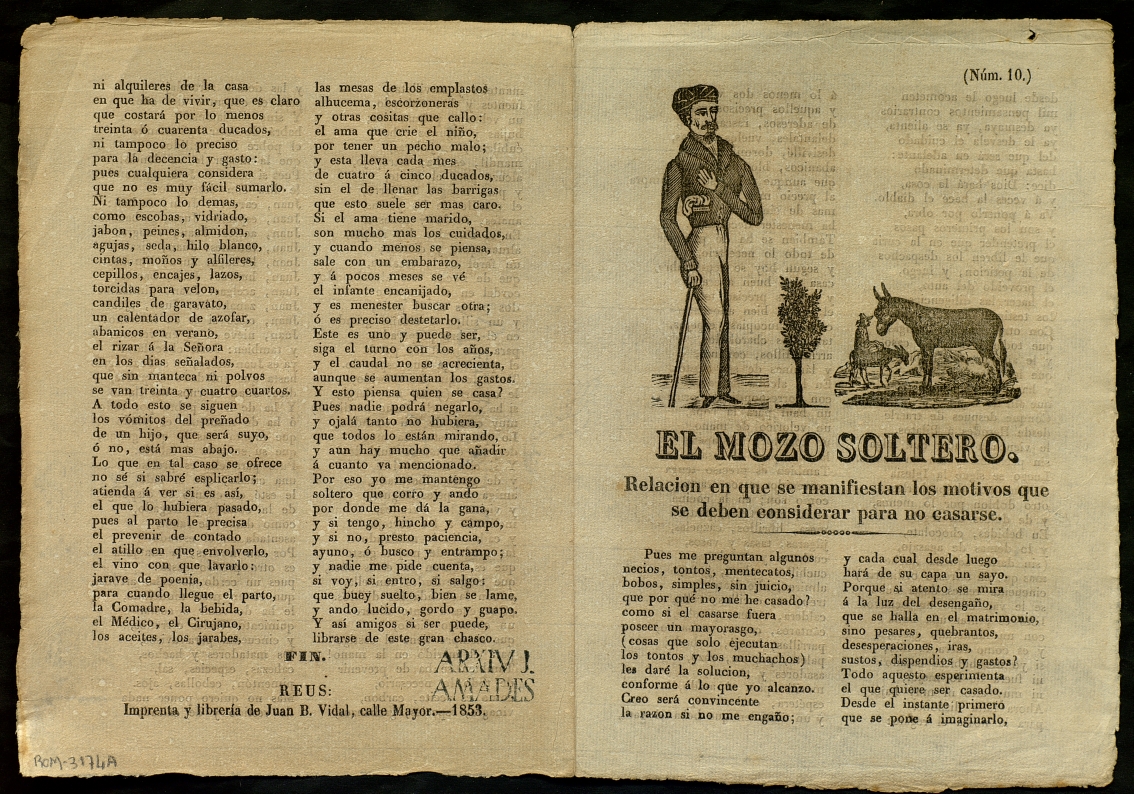 ni alquileres de la casa
en que ha de vivir, que es claro
que costará por lo menos
treinta ó cuarenta ducados,
ni tampoco lo preciso
para la decencia y gasto:
pues cualquiera considera
que no es muy fácil sumarlo.
Ni tampoco lo demas,
como escobas, vidriado,
jabon, peines, almidon,
agujas, seda, hilo blanco,
cintas, moños y alfileres,
cepillos, encajes, lazos,
torcidas para velon,
candiles de garavato,
un calentador de azofar,
abanicos en verano,
el rizar á la Señora
en los dias señalados,
que sin manteca ni polvos
se van treinta y cuatro cuartos.
A todo esto se siguen
los vómitos del preñado
de un hijo, que será suyo,
ó no, está mas abajo.
Lo que en tal caso se ofrece
no sé si sabré esplicarlo;
atienda á ver si es así,
el que lo hubiera pasado,
pues al parto le precisa
el prevenir de contado
el atillo en que envolverlo,
el vino con que lavarlo:
jarave de poenía,
para cuando llegue el parto,
la Comadre, la bebida,
el Médico, el Cirujano,
los aceites, los jarabes,
las mesas de los emplastos
alhucema, escorzoneras
y otras cositas que callo:
el ama que crie el niño,
por tener un pecho malo;
y esta lleva cada mes
de cuatro á cinco ducados,
sin el de llenar las barrigas
que esto suele ser mas caro.
Si el ama tiene marido,
son mucho mas los cuidados,
y cuando menos se piensa,
sale con un embarazo,
y á pocos meses se vé
el infante encanijado,
y es menester buscar otra;
ó es preciso destetarlo.
Este es uno y puede ser,
siga el turno con los años,
y el caudal no se acrecienta,
aunque se aumentan los gastos.
Y esto piensa quien se casa?
Pues nadie podrá negarlo,
y ojalá tanto no hubiera,
que todos lo están mirando,
y aun hay mucho que añadir
á cuanto va mencionado.
Por eso yo me mantengo
soltero que corro y ando
por donde me dá la gana,
y si tengo, hincho y campo,
y si no, presto paciencia,
ayuno, ó busco y entrampo;
y nadie me pide cuenta,
si voy, si entro, si salgo:
que buey suelto, bien se lame,
y ando lucido, gordo y guapo.
Y así amigos si ser puede,
librarse de este gran chasco.
FIN.
ARXIU J.
AMADES
REUS:
Imprenta y librería de Juan B. Vidal, calle Mayor.—1853.
ROM-3174A
(Núm. 10.)
EL MOZO SOLTERO.
Relacion en que se manifiestan los motivos que
se deben considerar para no casarse.
Pues me preguntan algunos
necios, tontos, mentecatos,
bobos, simples, sin juicio,
que por qué no me he casado?
como si el casarse fuera
poseer un mayorasgo,
(cosas que solo ejecutan
los tontos y los muchachos)
les daré la solucion,
conforme á lo que yo alcanzo.
Creo será convincente
la razon si no me engaño;
y cada cual desde luego
hará de su capa un sayo.
Porque si atento se mira
á la luz del desengaño,
que se halla en el matrimonio,
sino pesares, quebrantos,
desesperaciones, iras,
sustos, dispendios y gastos?
Todo aquesto esperimenta
el que quiere ser casado.
Desde el instante primero
que se pone á imaginarlo,